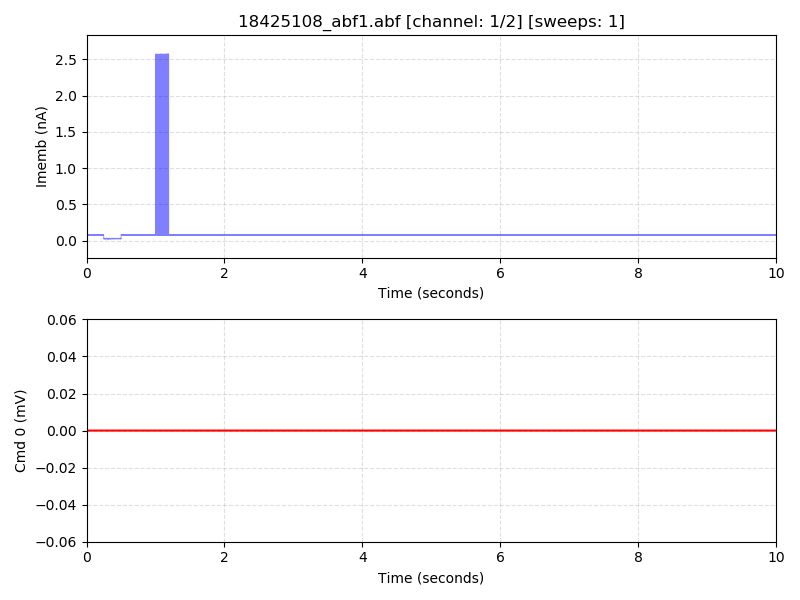 18425108_abf1.abf [channel: 1/2] [sweeps: 1]
Imemb (nA)
2.5
2.0
1.5
1.0
0.5
0.0
0 2 4 6 8 10
Time (seconds)
Cmd 0 (mV)
0.06
0.04
0.02
0.00
−0.02
−0.04
−0.06
0 2 4 6 8 10
Time (seconds)